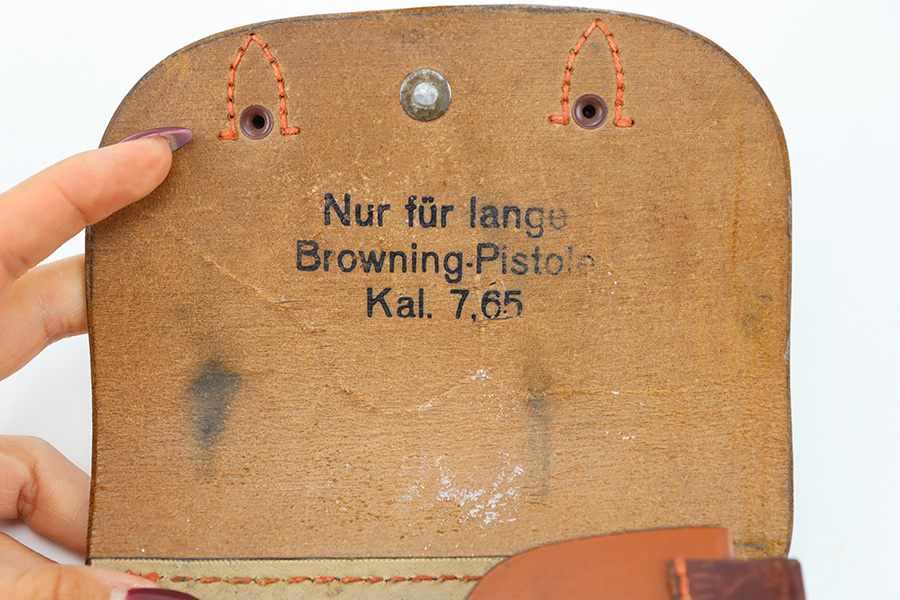 Nur für lange
Browning-Pistole
Kal. 7,65